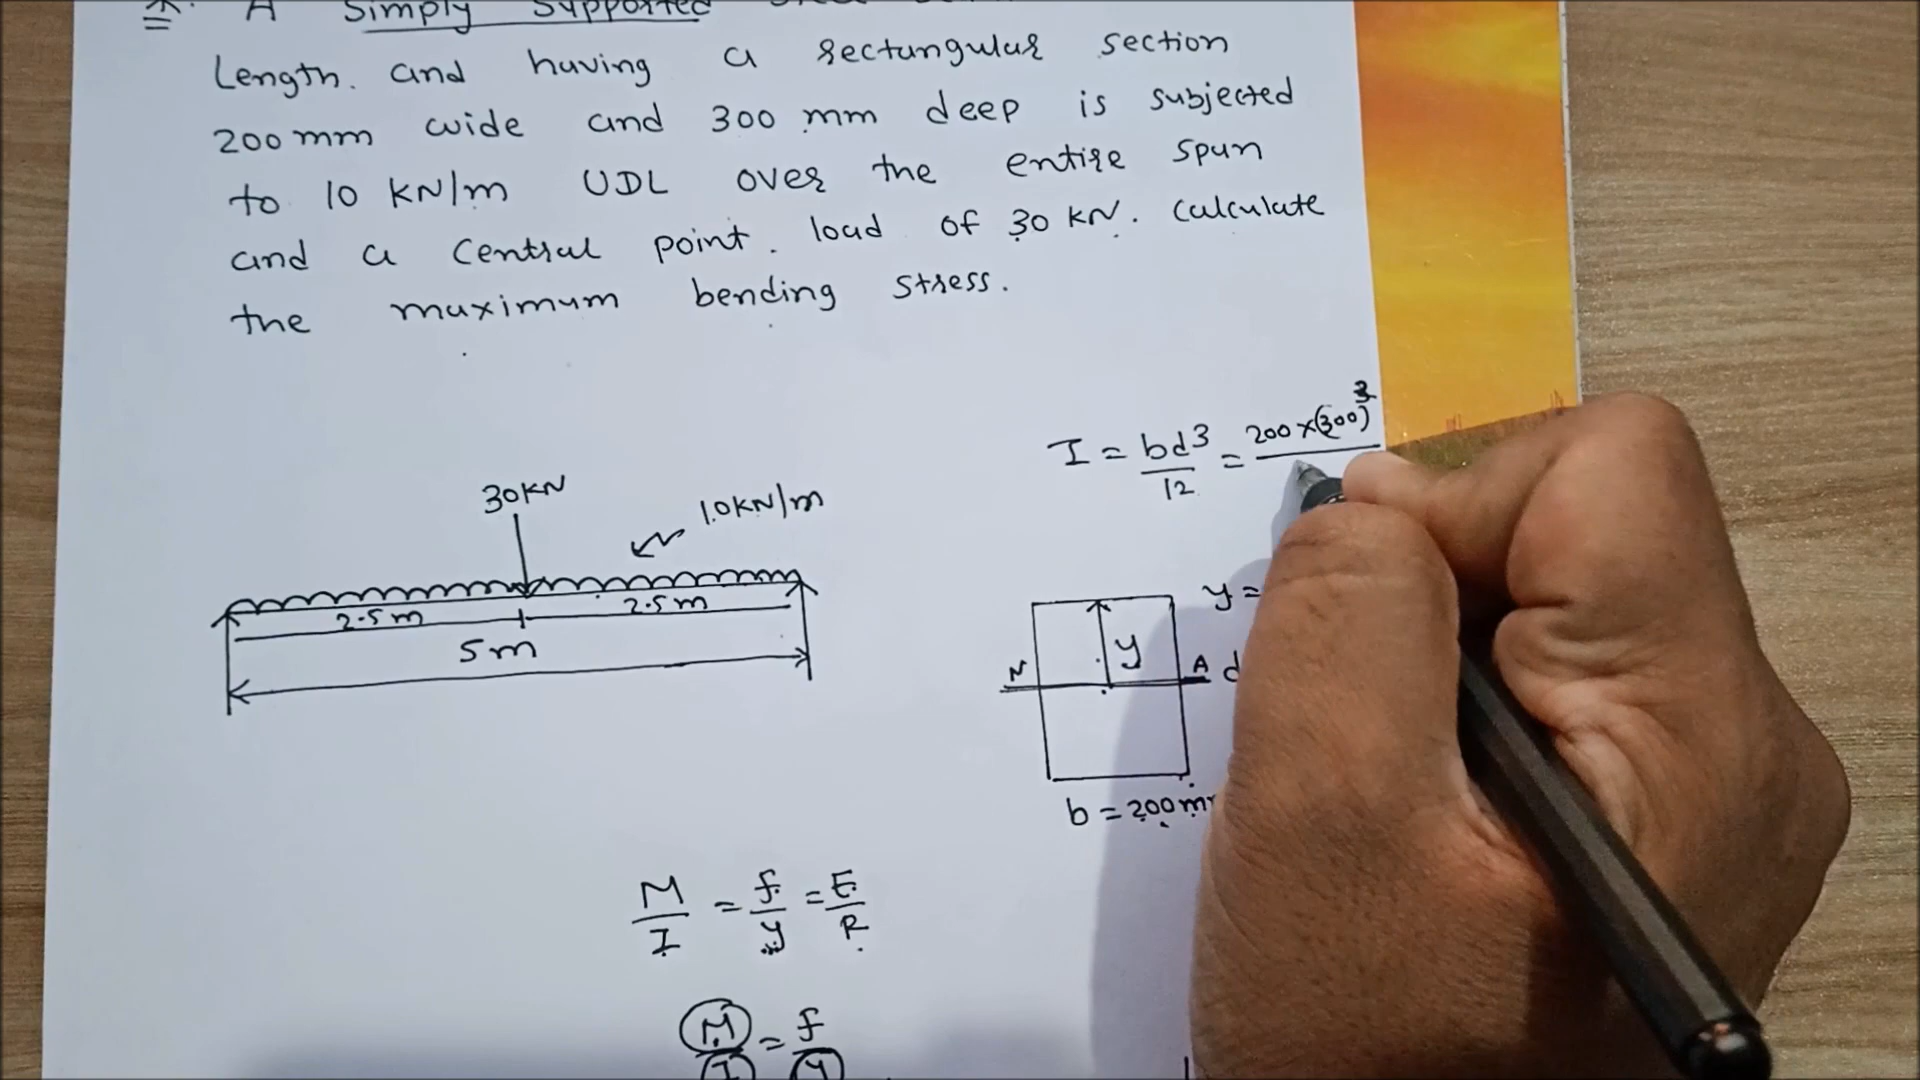 A Simply Supported
Length. and having a rectangular section
200 mm wide and 300 mm deep is subjected
to 10 KN/m UDL over the entire span
and a central point. load of 30 KN. Calculate
the maximum bending stress.
I = bd³/12 = 200×(300)³
30KN
10KN/m
2.5m 2.5m
5m
y =
y
N A d
b = 200m
M/I = f/y = E/R
M/I = f/y